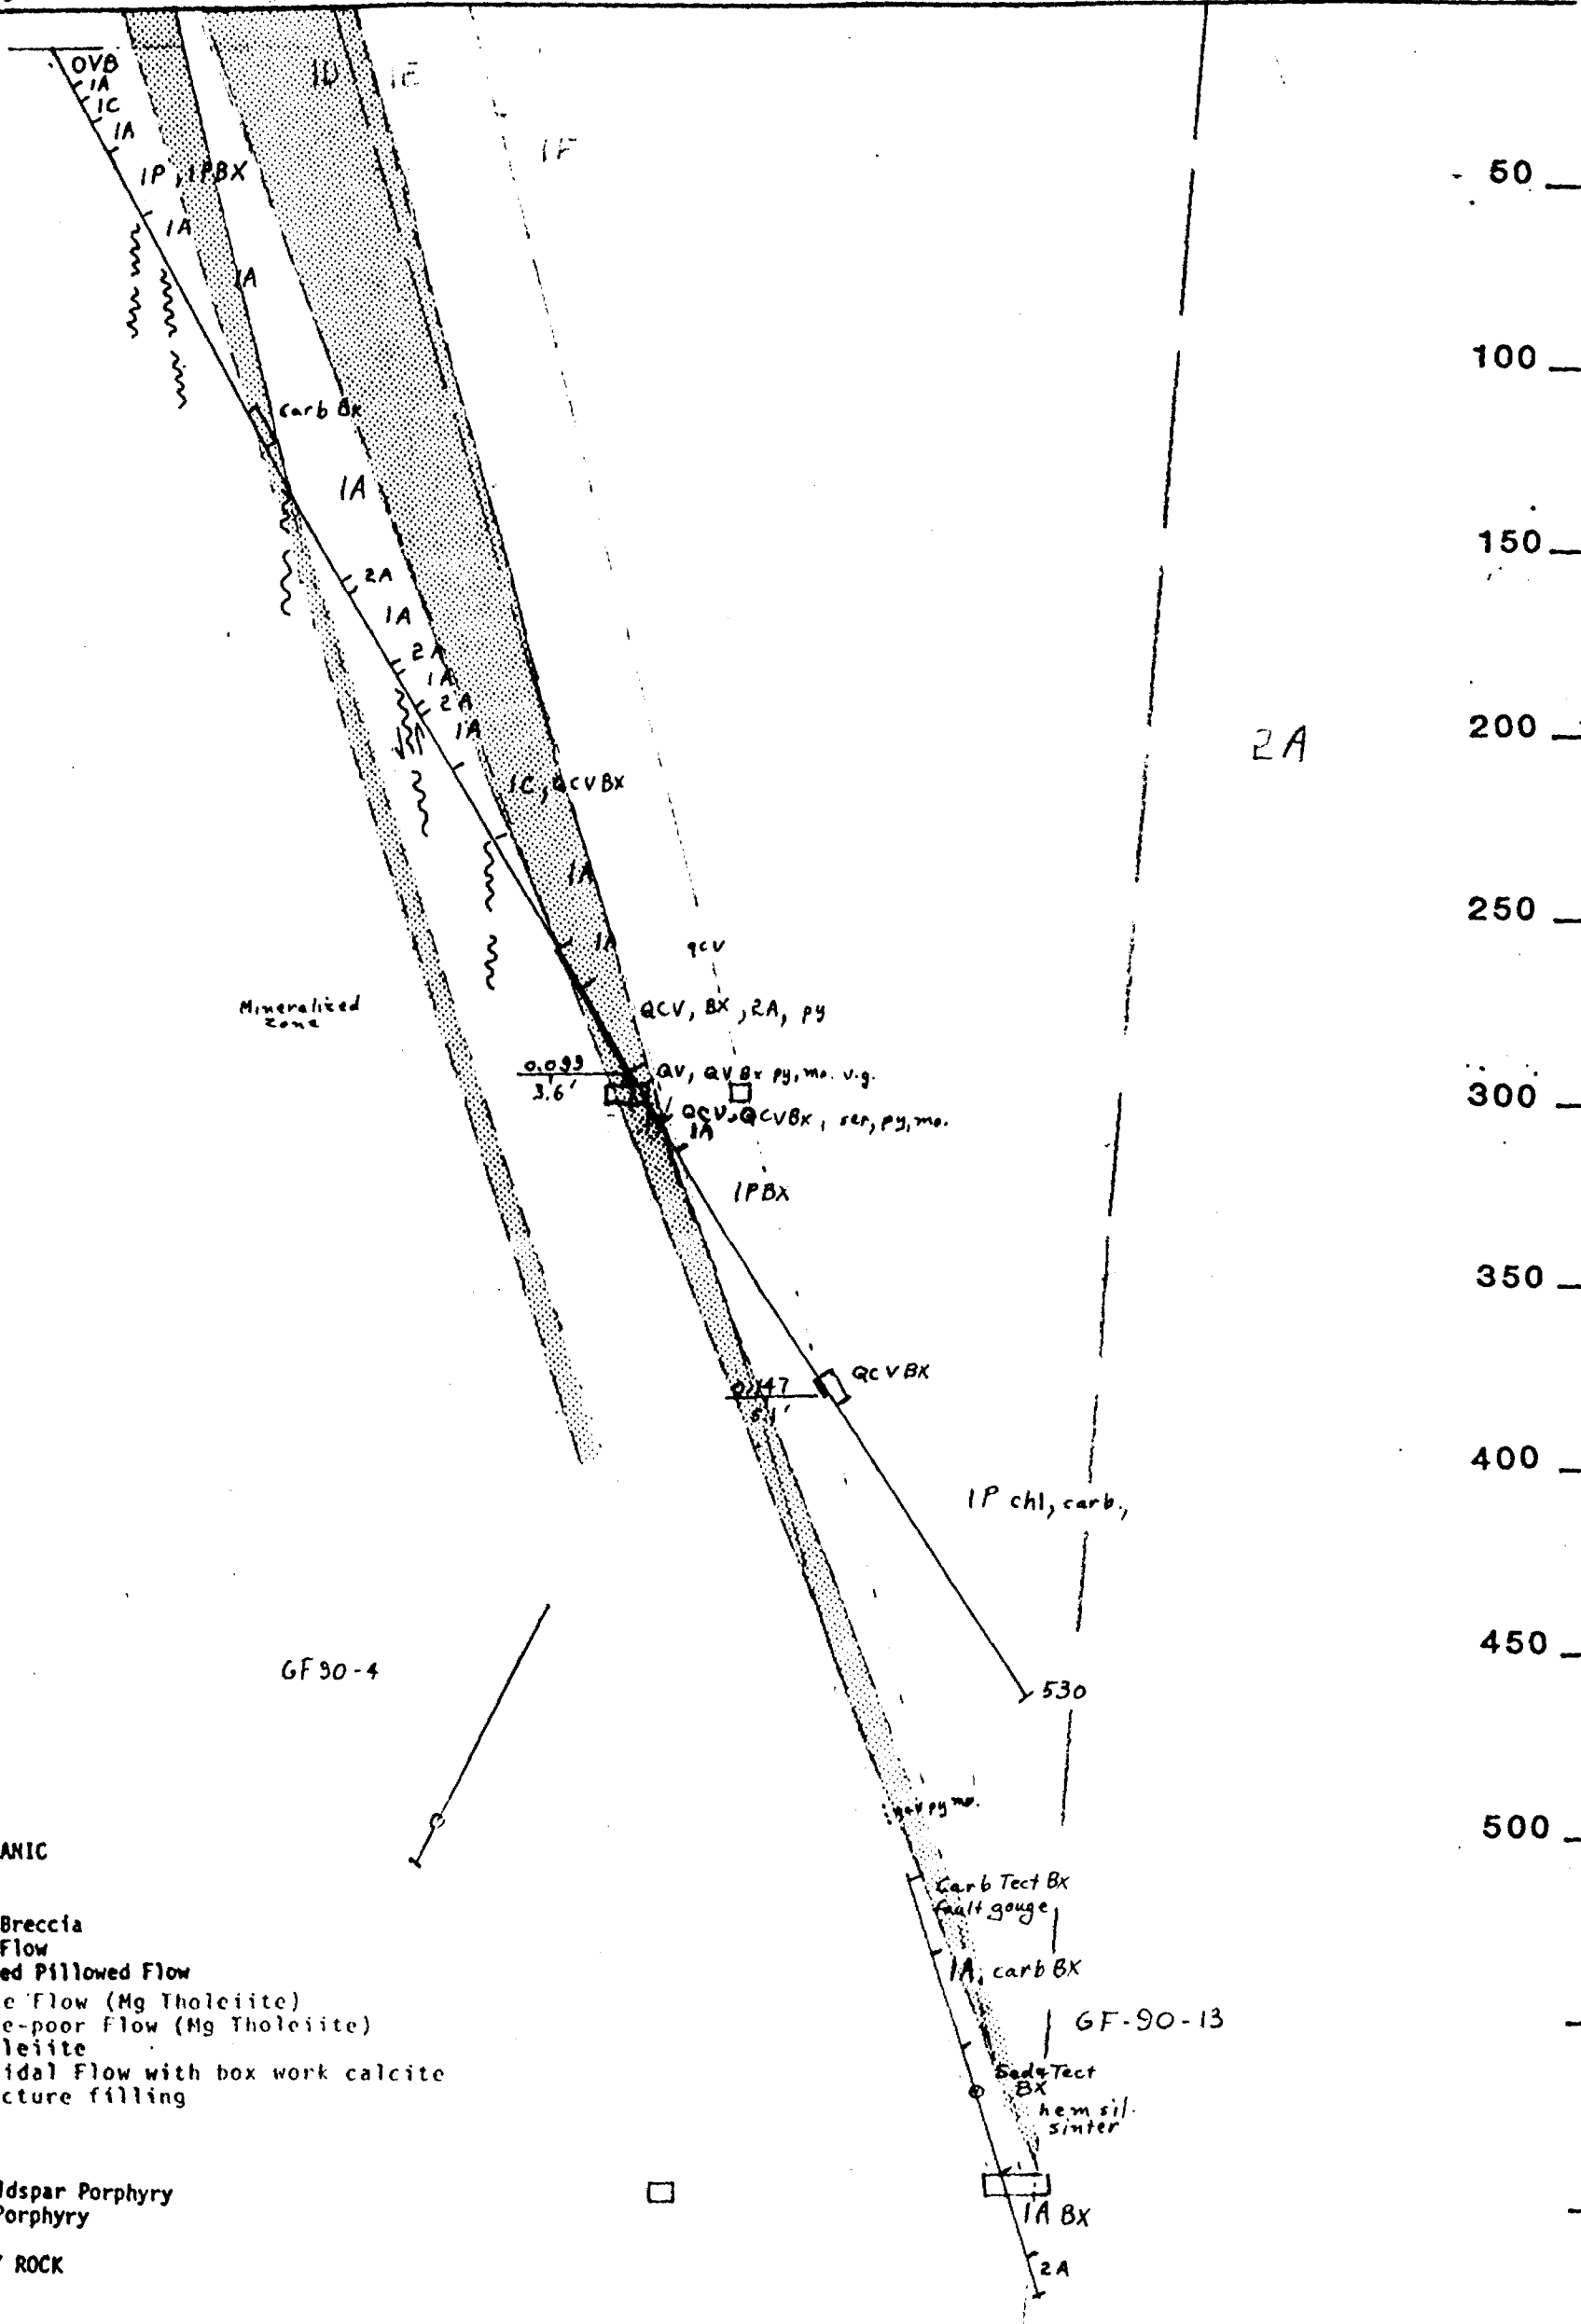 OVB
1A
1C
1A
1P, 1PBX
1A
1A
1D
1E
1F
50
100
150
200
250
300
350
400
450
500
Carb Bx
1A
2A
1A
2A
1A
2A
1A
2A
1C, QCVBX
1A
1A
qcv
Mineralized
Zone
QCV, BX, 2A, py
0.099
3.6'
QV, QV Bx py, mo. v.g.
QCV, QCVBX, ser, py, mo.
1A
1PBX
QCVBX
1P chl, carb.,
GF90-4
530
py mo.
Carb Tect Bx
fault gouge
1A, carb BX
GF-90-13
Sed & Tect
BX
hem sil.
sinter
1A BX
2A
ANIC
Breccia
Flow
ed Pillowed Flow
e Flow (Mg Tholeiite)
e-poor Flow (Mg Tholeiite)
leiite
idal Flow with box work calcite
cture filling
ldspar Porphyry
Porphyry
ROCK